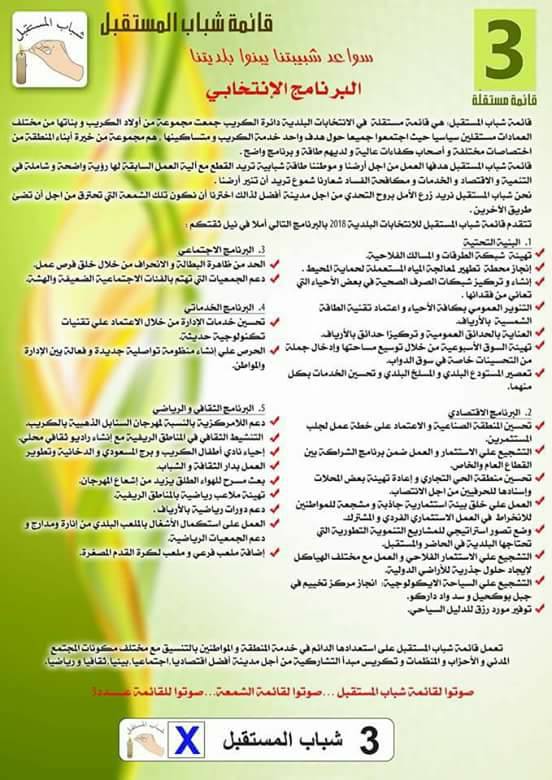 قائمة شباب المستقبل
شباب المستقبل
3
قائمة مستقلة
سواعد شبيبتنا يبنوا بلديتنا
البرنامج الإنتخابي
قائمة شباب المستقبل: هي قائمة مستقلة في الانتخابات البلدية دائرة الكريب جمعت مجموعة من أولاد الكريب و بناتها من مختلف
العمادات مستقلين سياسيا حيث اجتمعوا جميعا حول هدف واحد خدمة الكريب و متساكينها , هم مجموعة من خيرة أبناء المنطقة من
اختصاصات مختلفة و أصحاب كفاءات عالية و لديهم طاقة و برنامج واضح .
قائمة شباب المستقبل هدفها العمل من اجل أرضنا و موطننا طاقة شبابية تريد القطع مع آلية العمل السابقة لها رؤية واضحة و شاملة في
التنمية و الاقتصاد و الخدمات و مكافحة الفساد شعارنا شموع تريد أن تنير أرضنا .
نحن شباب المستقبل نريد زرع الأمل بروح التحدي من اجل مدينة أفضل لذالك اخترنا أن نكون تلك الشمعة التي تحترق من اجل أن تضئ
طريق الآخرين .
تتقدم قائمة شباب المستقبل للانتخابات البلدية 2018 بالبرنامج التالي أملا في نيل ثقتكم :
1. البنية التحتية
تهيئة شبكة الطرقات و المسالك الفلاحية.
إنجاز محطة تطهير لمعالجة المياه المستعملة لحماية المحيط .
إنشاء و تركيز شبكات الصرف الصحية في بعض الأحياء التي
تعاني من فقدانها .
التنوير العمومي بكافة الأحياء و اعتماد تقنية الطاقة
الشمسية بالأرياف.
العناية بالحدائق العمومية و تركيزا حدائق بالأرياف.
تهيئة السوق الأسبوعية من خلال توسيع مساحتها وإدخال جملة
من التحسينات خاصة في سوق الدواب.
تعصير المستودع البلدي و المسلخ البلدي و تحسين الخدمات بكل
منهما.
2. البرنامج الاقتصادي
تحسين المنطقة الصناعية و الاعتماد على خطة عمل لجلب
المستثمرين.
التشجيع علي الاستثمار و العمل ضمن برنامج الشراكة بين
القطاع العام والخاص.
تحسين منطقة الحي التجاري و إعادة تهيئة بعض المحلات
وإسنادها للحرفيين من اجل الانتصاب.
العمل علي خلق بيئة استثمارية جاذبة و مشجعة للمواطنين
للانخراط في العمل الاستثماري الفردي و المشترك.
وضع تصور استراتيجي للمشاريع التنموية التطورية التي
تحتاجها البلدية في الحاضر والمستقبل.
التشجيع علي الاستثمار الفلاحي و العمل مع مختلف الهياكل
لإيجاد حلول جذرية للأراضي الدولية.
التشجيع علي السياحة الايكولوجية: انجاز مركز تخييم في
جبل بوكحيل و سد واد داركو.
توفير مورد رزق للدليل السياحي.
3. البرنامج الاجتماعي
الحد من ظاهرة البطالة و الانحراف من خلال خلق فرص عمل.
دعم الجمعيات التي تهتم بالفئات الاجتماعية الضعيفة والهشة.
4. البرنامج الخدماتي
تحسين خدمات الإدارة من خلال الاعتماد علي تقنيات
تكنولوجية حديثة.
الحرص علي إنشاء منظومة تواصلية جديدة و فعالة بين الإدارة
والمواطن.
5. البرنامج الثقافي و الرياضي
دعم اللامركزية بالنسبة لمهرجان السنابل الذهبية بالكريب.
التنشيط الثقافي في المناطق الريفية مع إنشاء راديو ثقافي محلي.
إحياء نادي أطفال الكريب و برج المسعودي و الدخانية وتطوير
العمل بدار الثقافة و الشباب.
بعث مسرح للهواء الطلق يزيد من إشعاع المهرجان.
تهيئة ملاعب رياضية بالمناطق الريفية.
دعم دورات رياضية بالأرياف.
العمل على استكمال الأشغال بالملعب البلدي من إنارة ومدارج و
دعم الجمعيات الرياضية.
إضافة ملعب فرعي و ملعب لكرة القدم المصغرة.
تعمل قائمة شباب المستقبل على استعدادها الدائم في خدمة المنطقة و المواطنين بالتنسيق مع مختلف مكونات المجتمع
المدني و الأحزاب و المنظمات و تكريس مبدأ التشاركية من أجل مدينة أفضل اقتصاديا,اجتماعيا,بيئيا,ثقافيا و رياضيا.
صوتوا لقائمة شباب المستقبل ...صوتوا لقائمة الشمعة...صوتوا للقائمة عـــدد3
3 شباب المستقبل X شباب المستقبل